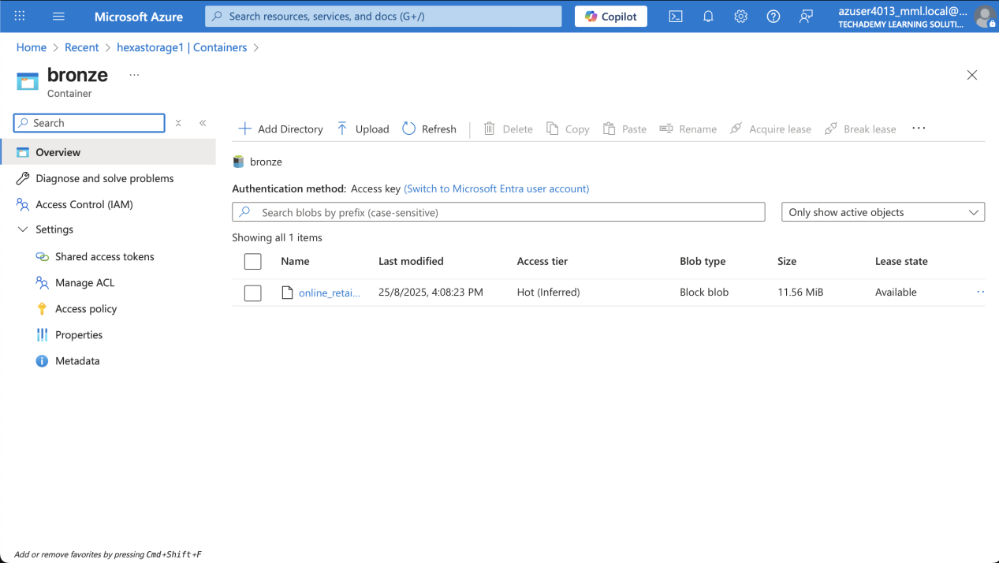 Microsoft Azure
Search resources, services, and docs (G+/)
Copilot
azuser4013_mml.local@...
TECHADEMY LEARNING SOLUTI...
Home > Recent > hexastorage1 | Containers >
bronze ...
Container
Search
Overview
Diagnose and solve problems
Access Control (IAM)
Settings
Shared access tokens
Manage ACL
Access policy
Properties
Metadata
Add Directory Upload Refresh Delete Copy Paste Rename Acquire lease Break lease ...
bronze
Authentication method: Access key (Switch to Microsoft Entra user account)
Search blobs by prefix (case-sensitive)
Only show active objects
Showing all 1 items
Name Last modified Access tier Blob type Size Lease state
online_retai... 25/8/2025, 4:08:23 PM Hot (Inferred) Block blob 11.56 MiB Available
Add or remove favorites by pressing Cmd+Shift+F